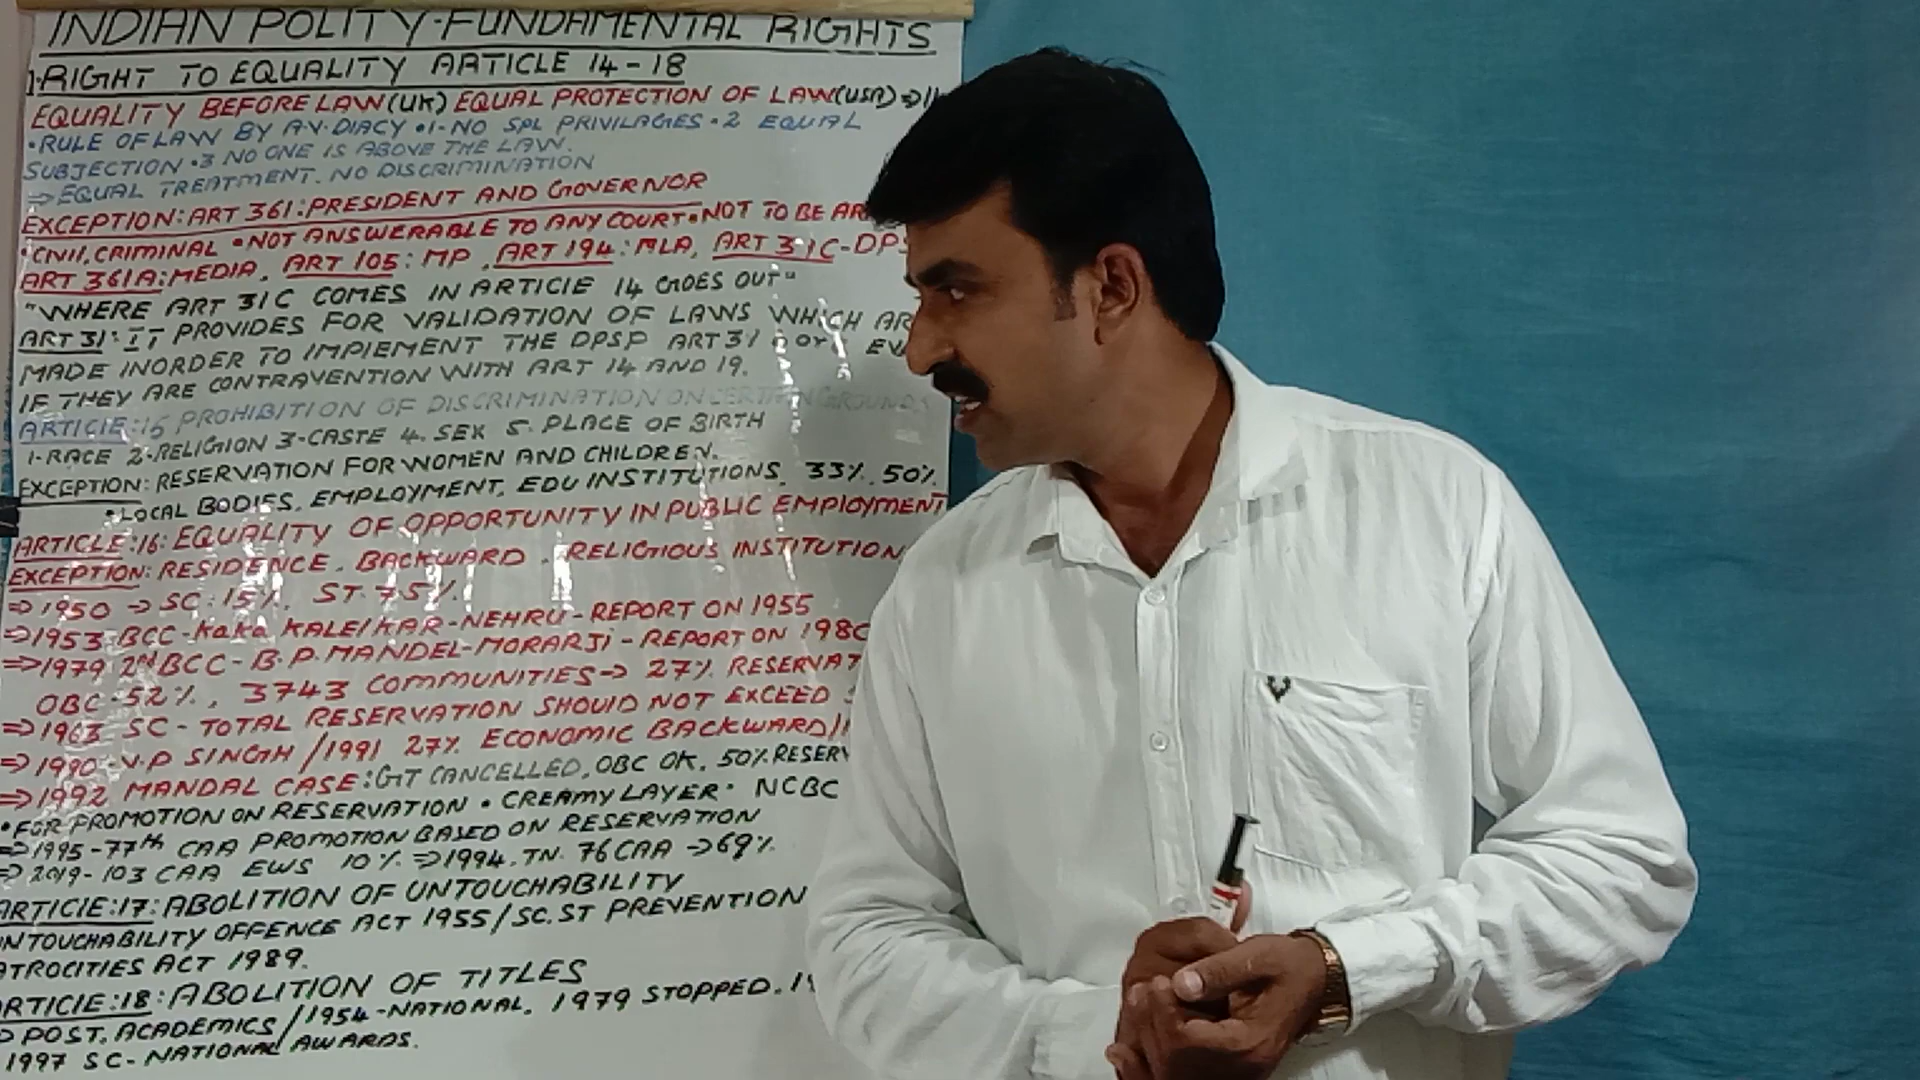 INDIAN POLITY-FUNDAMENTAL RIGHTS
1.RIGHT TO EQUALITY ARTICLE 14-18
EQUALITY BEFORE LAW(UK) EQUAL PROTECTION OF LAW(USA)⇒
•RULE OF LAW BY A.V.DIACY •1-NO SPL PRIVILAGES •2 EQUAL
SUBJECTION •3 NO ONE IS ABOVE THE LAW.
⇒EQUAL TREATMENT. NO DISCRIMINATION
EXCEPTION: ART 361: PRESIDENT AND GOVERNOR
•CIVIL, CRIMINAL •NOT ANSWERABLE TO ANY COURT •NOT TO BE
ART 361A: MEDIA, ART 105: MP, ART 194: MLA, ART 31C-
"WHERE ART 31C COMES IN ARTICLE 14 GOES OUT"
ART 31: IT PROVIDES FOR VALIDATION OF LAWS WHICH
MADE INORDER TO IMPLEMENT THE DPSP ART
IF THEY ARE CONTRAVENTION WITH ART 14 AND 19.
ARTICLE:15 PROHIBITION OF DISCRIMINATION ON CERTAIN GROUNDS
1-RACE 2-RELIGION 3-CASTE 4. SEX 5. PLACE OF BIRTH
EXCEPTION: RESERVATION FOR WOMEN AND CHILDREN.
•LOCAL BODIES, EMPLOYMENT, EDU INSTITUTIONS, 33%, 50%
ARTICLE:16: EQUALITY OF OPPORTUNITY IN PUBLIC EMPLOYMENT
EXCEPTION: RESIDENCE, BACKWARD, RELIGIOUS INSTITUTION
⇒1950 → SC:15%, ST 7.5%.
⇒1953 BCC-KaKa KALELKAR-NEHRU-REPORT ON 1955
⇒1979 2nd BCC-B.P.MANDEL-MORARJI-REPORT ON
OBC-52%, 3743 COMMUNITIES→ 27%
⇒1963 SC-TOTAL RESERVATION SHOULD NOT EXCEED
⇒1990-V.P SINGH/1991 27% ECONOMIC BACKWARD
⇒1992 MANDAL CASE: GT CANCELLED, OBC OK, 50%
•FOR PROMOTION ON RESERVATION • CREAMY LAYER • NCBC
⇒1995-77th CAA PROMOTION BASED ON RESERVATION
⇒2019-103 CAA EWS 10% ⇒1994, TN. 76 CAA →69%
ARTICLE:17: ABOLITION OF UNTOUCHABILITY
UNTOUCHABILITY OFFENCE ACT 1955/SC.ST PREVENTION
ATROCITIES ACT 1989.
ARTICLE:18: ABOLITION OF TITLES
POST, ACADEMICS/1954-NATIONAL, 1979 STOPPED.
1997 SC-NATIONAL AWARDS.